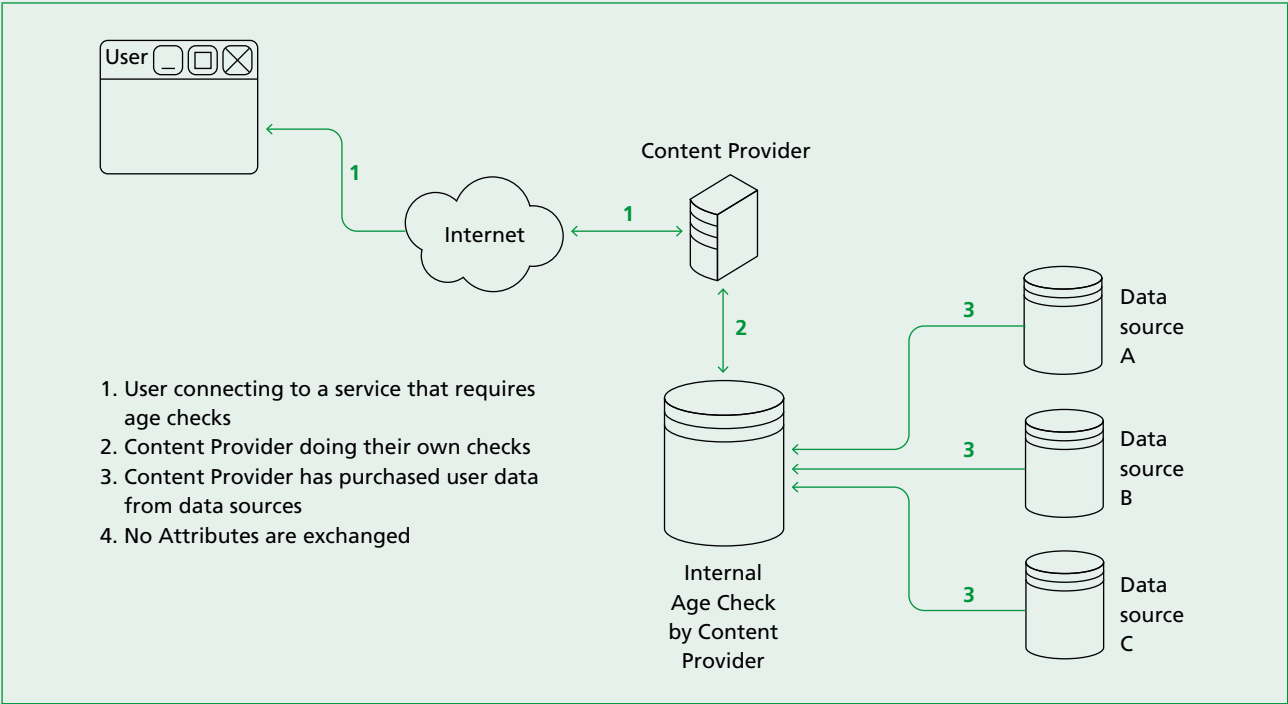 User
1
Internet
1
Content Provider
2
3
Data
source
A
3
Data
source
B
3
Data
source
C
1. User connecting to a service that requires
age checks
2. Content Provider doing their own checks
3. Content Provider has purchased user data
from data sources
4. No Attributes are exchanged
Internal
Age Check
by Content
Provider